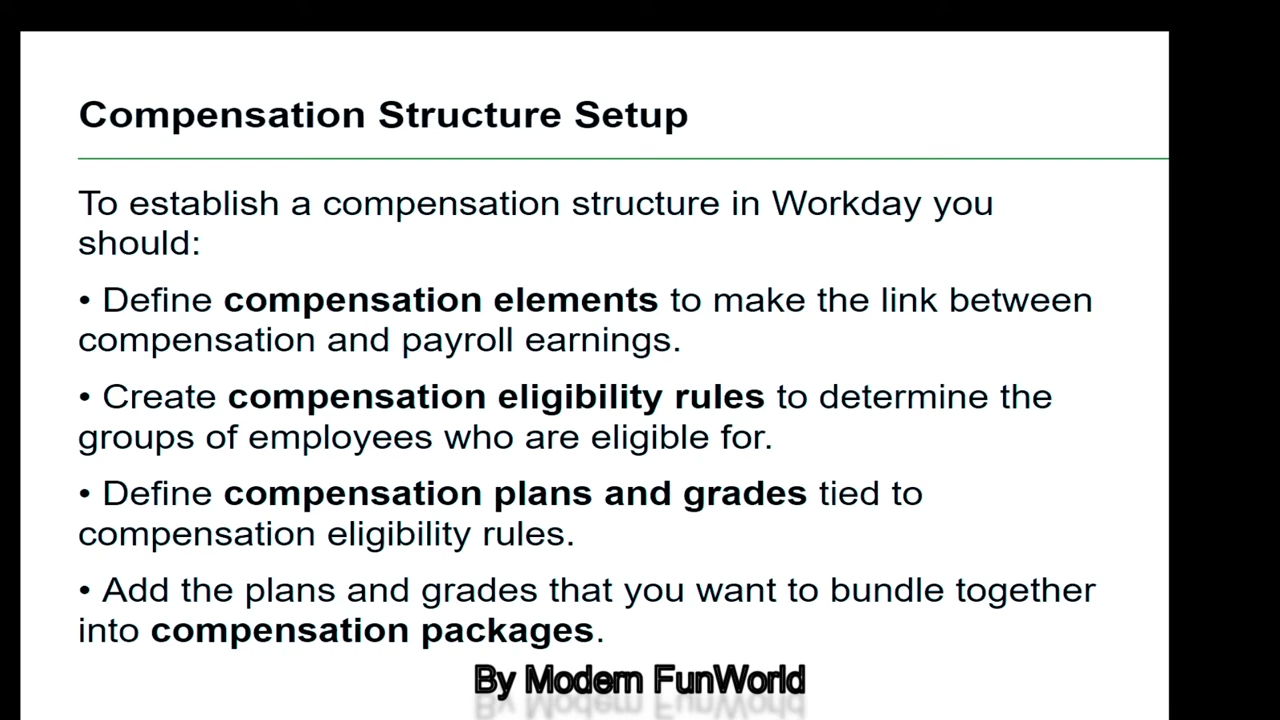 Compensation Structure Setup
To establish a compensation structure in Workday you
should:
• Define compensation elements to make the link between
compensation and payroll earnings.
• Create compensation eligibility rules to determine the
groups of employees who are eligible for.
• Define compensation plans and grades tied to
compensation eligibility rules.
• Add the plans and grades that you want to bundle together
into compensation packages.
By Modern FunWorld